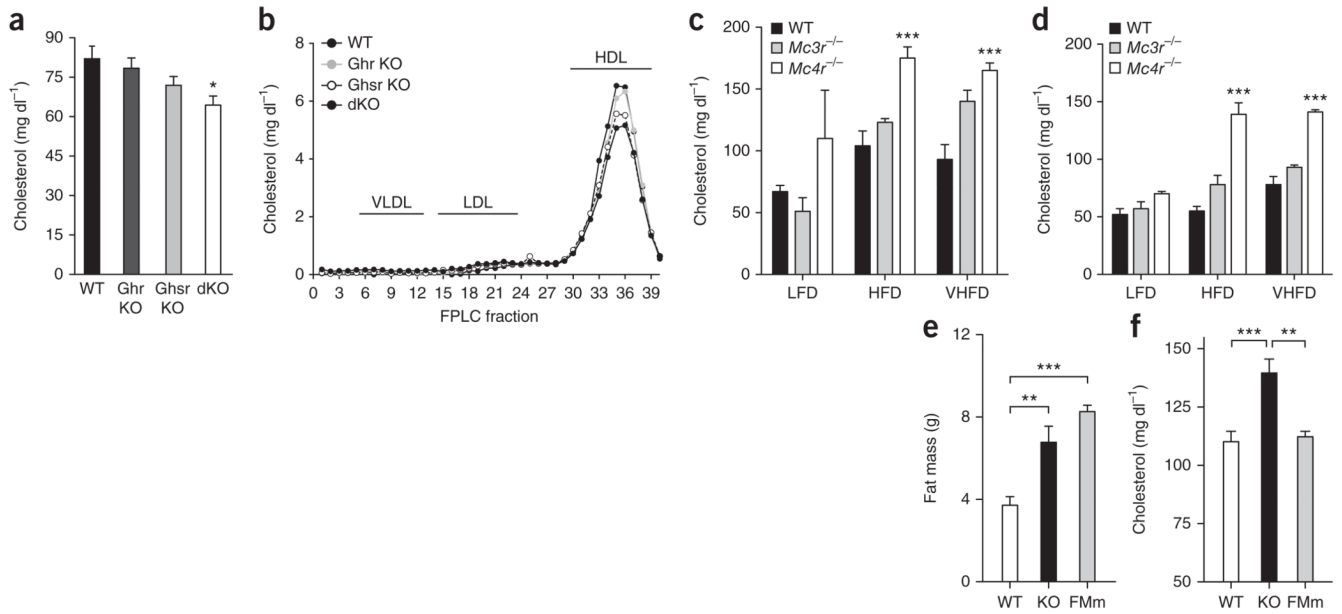 a
Cholesterol (mg dl⁻¹)
90
75
60
45
30
15
0
*
WT
Ghr KO
Ghsr KO
dKO
b
Cholesterol (mg dl⁻¹)
8
6
4
2
0
WT
Ghr KO
Ghsr KO
dKO
VLDL
LDL
HDL
0 3 6 9 12 15 18 21 24 27 30 33 36 39
FPLC fraction
c
Cholesterol (mg dl⁻¹)
200
150
100
50
0
WT
Mc3r⁻/⁻
Mc4r⁻/⁻
***
***
LFD HFD VHFD
d
Cholesterol (mg dl⁻¹)
200
150
100
50
0
WT
Mc3r⁻/⁻
Mc4r⁻/⁻
***
***
LFD HFD VHFD
e
Fat mass (g)
12
8
4
0
***
**
WT KO FMm
f
Cholesterol (mg dl⁻¹)
150
125
100
75
50
*** **
WT KO FMm